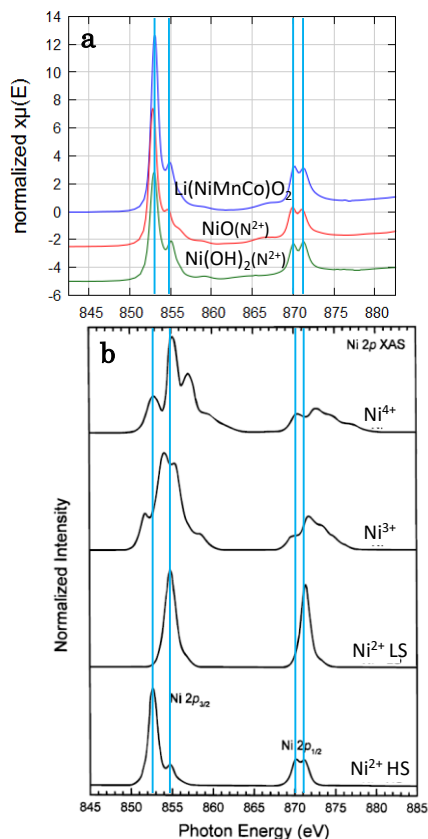 a
normalized xμ(E)
14
12
10
8
6
4
2
0
-2
-4
-6
Li(NiMnCo)O2
NiO(N2+)
Ni(OH)2(N2+)
845 850 855 860 865 870 875 880
b
Ni 2p XAS
Ni4+
Ni3+
Ni2+ LS
Ni 2p3/2
Ni 2p1/2
Ni2+ HS
Normalized Intensity
845 850 855 860 865 870 875 880 885
Photon Energy (eV)